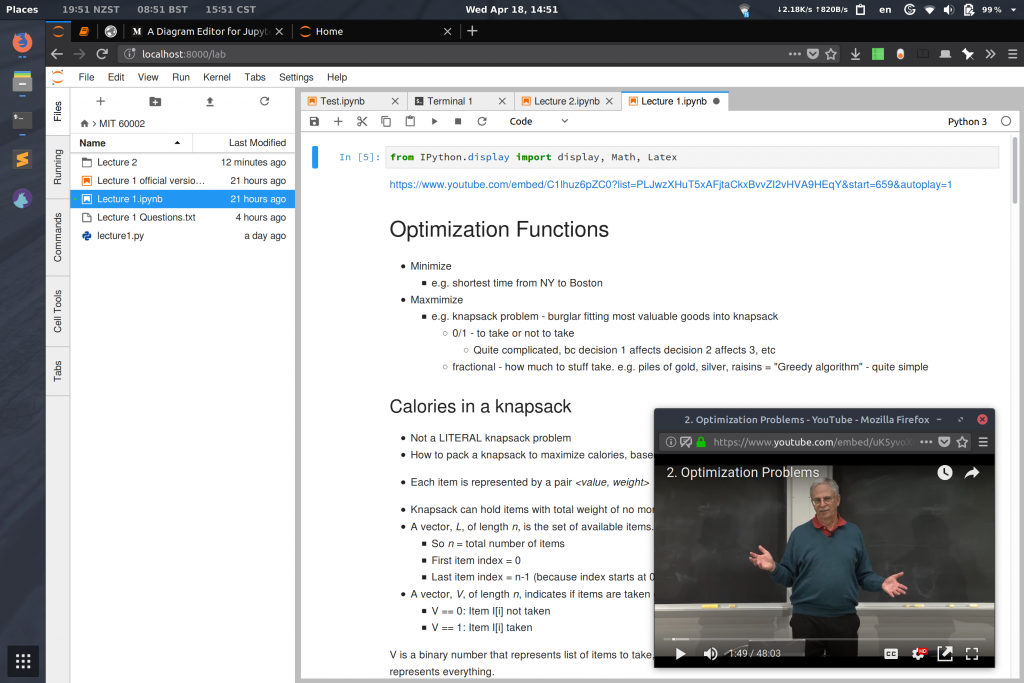 Places 19:51 NZST 08:51 BST 15:51 CST Wed Apr 18, 14:51 ↓2.18K/s ↑820B/s en 99 %
M A Diagram Editor for Jupyt Home
localhost:8000/lab
File Edit View Run Kernel Tabs Settings Help
Files
Running
Commands
Cell Tools
Tabs
> MIT 60002
Name Last Modified
Lecture 2 12 minutes ago
Lecture 1 official versio... 21 hours ago
Lecture 1.ipynb 21 hours ago
Lecture 1 Questions.txt 4 hours ago
lecture1.py a day ago
Test.ipynb Terminal 1 Lecture 2.ipynb Lecture 1.ipynb
Code Python 3
In [5]: from IPython.display import display, Math, Latex
https://www.youtube.com/embed/C1lhuz6pZC0?list=PLJwzXHuT5xAFjtaCkxBvvZI2vHVA9HEqY&start=659&autoplay=1
Optimization Functions
• Minimize
▪ e.g. shortest time from NY to Boston
• Maxmimize
▪ e.g. knapsack problem - burglar fitting most valuable goods into knapsack
○ 0/1 - to take or not to take
○ Quite complicated, bc decision 1 affects decision 2 affects 3, etc
○ fractional - how much to stuff take. e.g. piles of gold, silver, raisins = "Greedy algorithm" - quite simple
Calories in a knapsack
• Not a LITERAL knapsack problem
• How to pack a knapsack to maximize calories, base
• Each item is represented by a pair <value, weight>
• Knapsack can hold items with total weight of no mo
• A vector, L, of length n, is the set of available items.
▪ So n = total number of items
▪ First item index = 0
▪ Last item index = n-1 (because index starts at 0
• A vector, V, of length n, indicates if items are taken
▪ V == 0: Item I[i] not taken
▪ V == 1: Item I[i] taken
V is a binary number that represents list of items to take,
represents everything.
2. Optimization Problems - YouTube - Mozilla Firefox
https://www.youtube.com/embed/uK5yvoX
2. Optimization Problems
1:49 / 48:03
CC HD